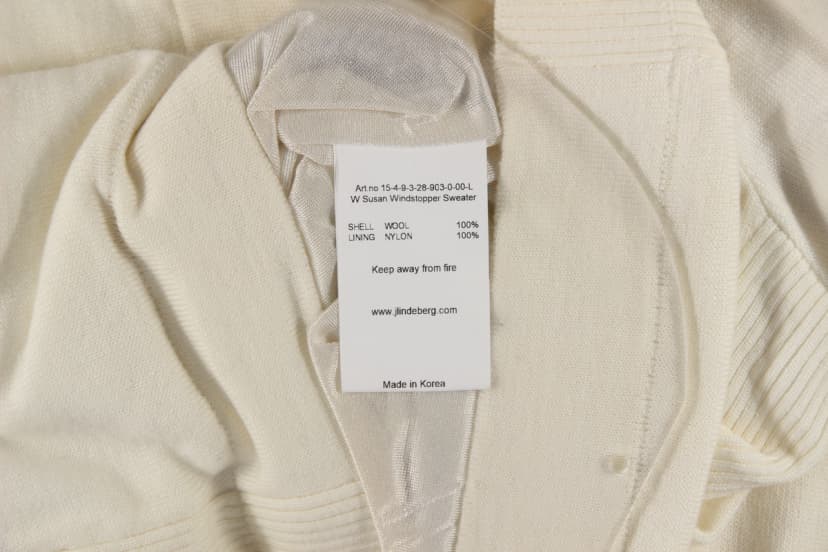 Art.no 15-4-9-3-28-903-0-00-L
W Susan Windstopper Sweater
SHELL WOOL 100%
LINING NYLON 100%
Keep away from fire
www.jlindeberg.com
Made in Korea